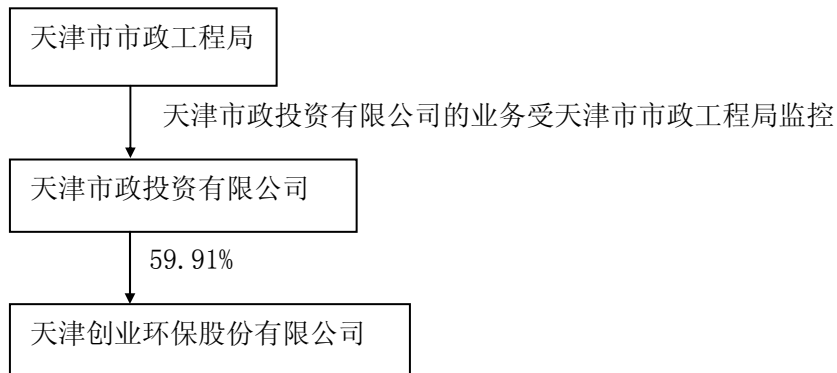 天津市市政工程局
天津市政投资有限公司的业务受天津市市政工程局监控
天津市政投资有限公司
59.91%
天津创业环保股份有限公司